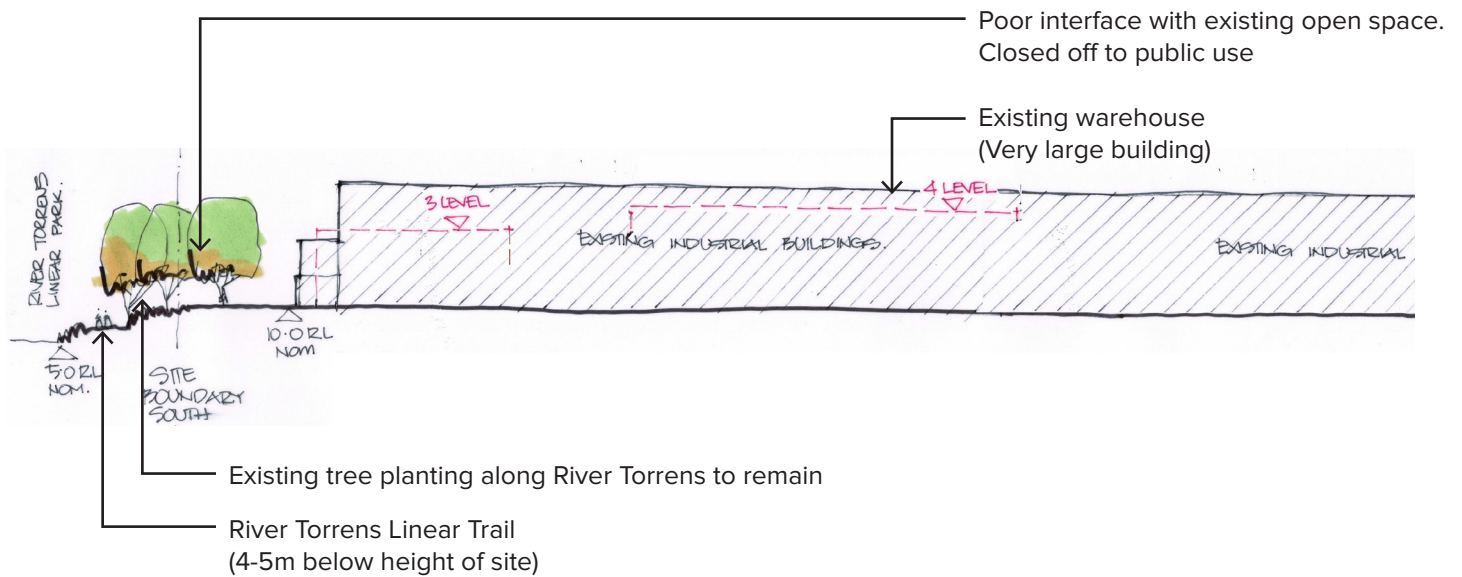 Poor interface with existing open space.
Closed off to public use
Existing warehouse
(Very large building)
RIVER TORRENS
LINEAR PARK.
3 LEVEL
4 LEVEL
EXISTING INDUSTRIAL BUILDINGS.
EXISTING INDUSTRIAL
10.0 RL
NOM
5.0 RL
NOM.
SITE
BOUNDARY
SOUTH
Existing tree planting along River Torrens to remain
River Torrens Linear Trail
(4-5m below height of site)